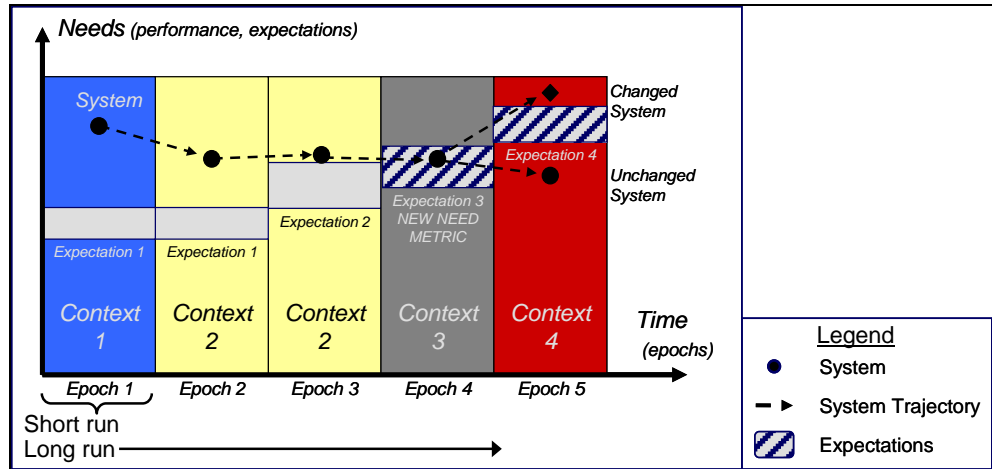 Needs (performance, expectations)
System
Changed
System
Unchanged
System
Expectation 1
Expectation 1
Expectation 2
Expectation 3
NEW NEED
METRIC
Expectation 4
Context
1
Context
2
Context
2
Context
3
Context
4
Time
(epochs)
Epoch 1
Epoch 2
Epoch 3
Epoch 4
Epoch 5
Short run
Long run
Legend
System
System Trajectory
Expectations